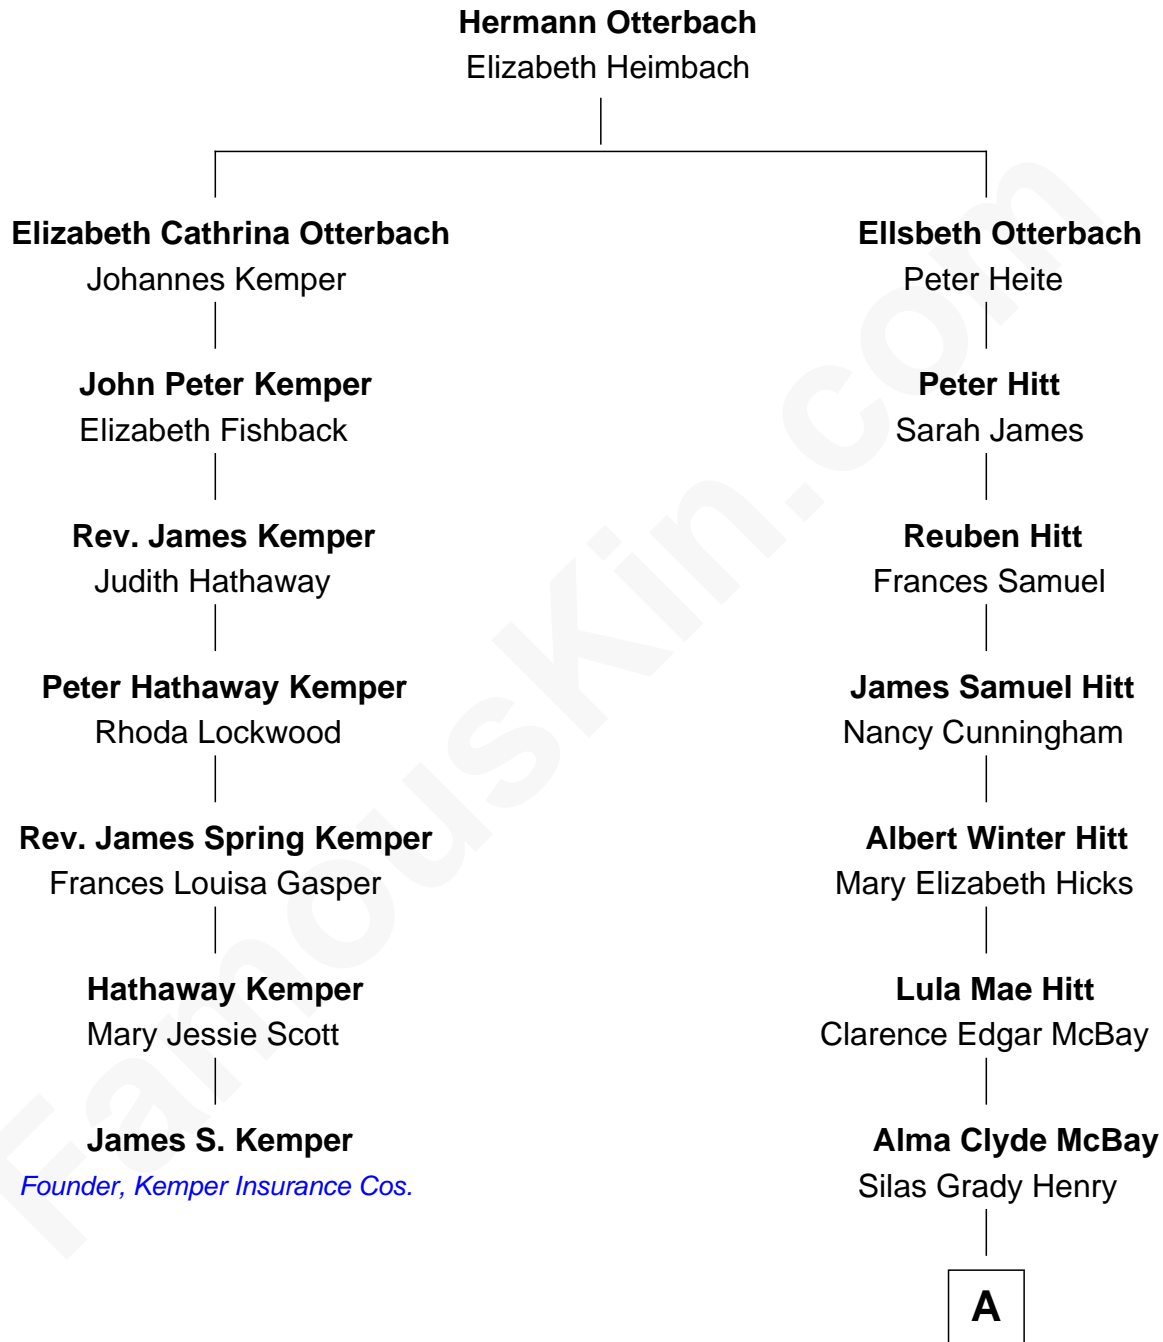 Hermann Otterbach
Elizabeth Heimbach
Elizabeth Cathrina Otterbach
Johannes Kemper
John Peter Kemper
Elizabeth Fishback
Rev. James Kemper
Judith Hathaway
Peter Hathaway Kemper
Rhoda Lockwood
Rev. James Spring Kemper
Frances Louisa Gasper
Hathaway Kemper
Mary Jessie Scott
James S. Kemper
Founder, Kemper Insurance Cos.
Ellsbeth Otterbach
Peter Heite
Peter Hitt
Sarah James
Reuben Hitt
Frances Samuel
James Samuel Hitt
Nancy Cunningham
Albert Winter Hitt
Mary Elizabeth Hicks
Lula Mae Hitt
Clarence Edgar McBay
Alma Clyde McBay
Silas Grady Henry
A
FamousKin.com